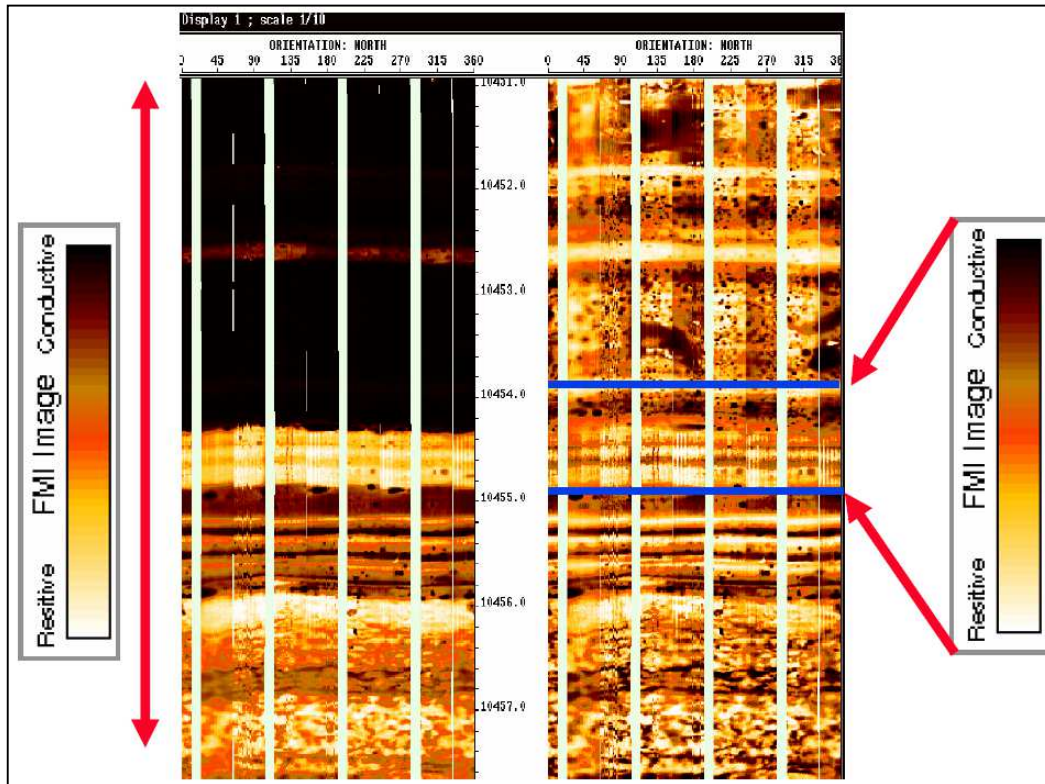 Display 1 ; scale 1/10
ORIENTATION: NORTH
0 45 90 135 180 225 270 315 360
ORIENTATION: NORTH
0 45 90 135 180 225 270 315 36
10431.0
10452.0
10453.0
10454.0
10455.0
10456.0
10457.0
Resitive FMI Image Conductive
Resitive FMI Image Conductive